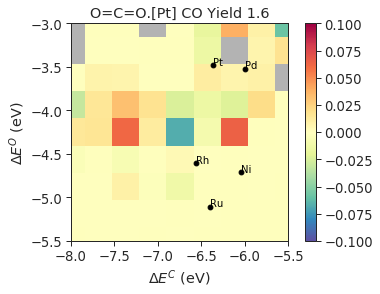 O=C=O.[Pt] CO Yield 1.6
−3.0
−3.5
−4.0
−4.5
−5.0
−5.5
ΔE^O (eV)
Pt
Pd
Rh
Ni
Ru
−8.0 −7.5 −7.0 −6.5 −6.0 −5.5
ΔE^C (eV)
0.100
0.075
0.050
0.025
0.000
−0.025
−0.050
−0.075
−0.100